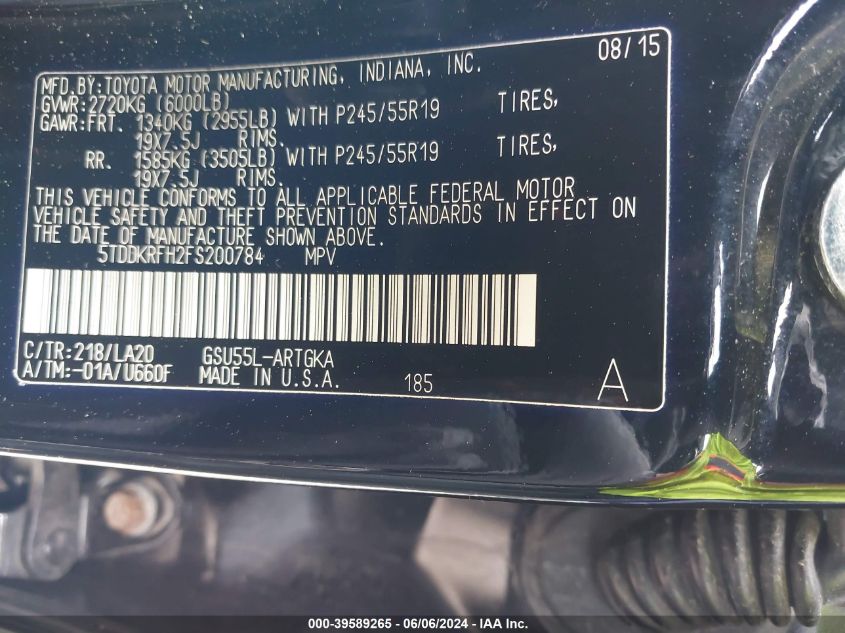 08/15
MFD.BY:TOYOTA MOTOR MANUFACTURING, INDIANA, INC.
GVWR:2720KG (6000LB)
GAWR:FRT. 1340KG (2955LB) WITH P245/55R19 TIRES,
19X7.5J RIMS.
RR. 1585KG (3505LB) WITH P245/55R19 TIRES,
19X7.5J RIMS.
THIS VEHICLE CONFORMS TO ALL APPLICABLE FEDERAL MOTOR
VEHICLE SAFETY AND THEFT PREVENTION STANDARDS IN EFFECT ON
THE DATE OF MANUFACTURE SHOWN ABOVE.
5TDDKRFH2FS200784 MPV
C/TR:218/LA20 GSU55L-ARTGKA
A/TM:-01A/U660F MADE IN U.S.A. 185 A
000-39589265 - 06/06/2024 - IAA Inc.